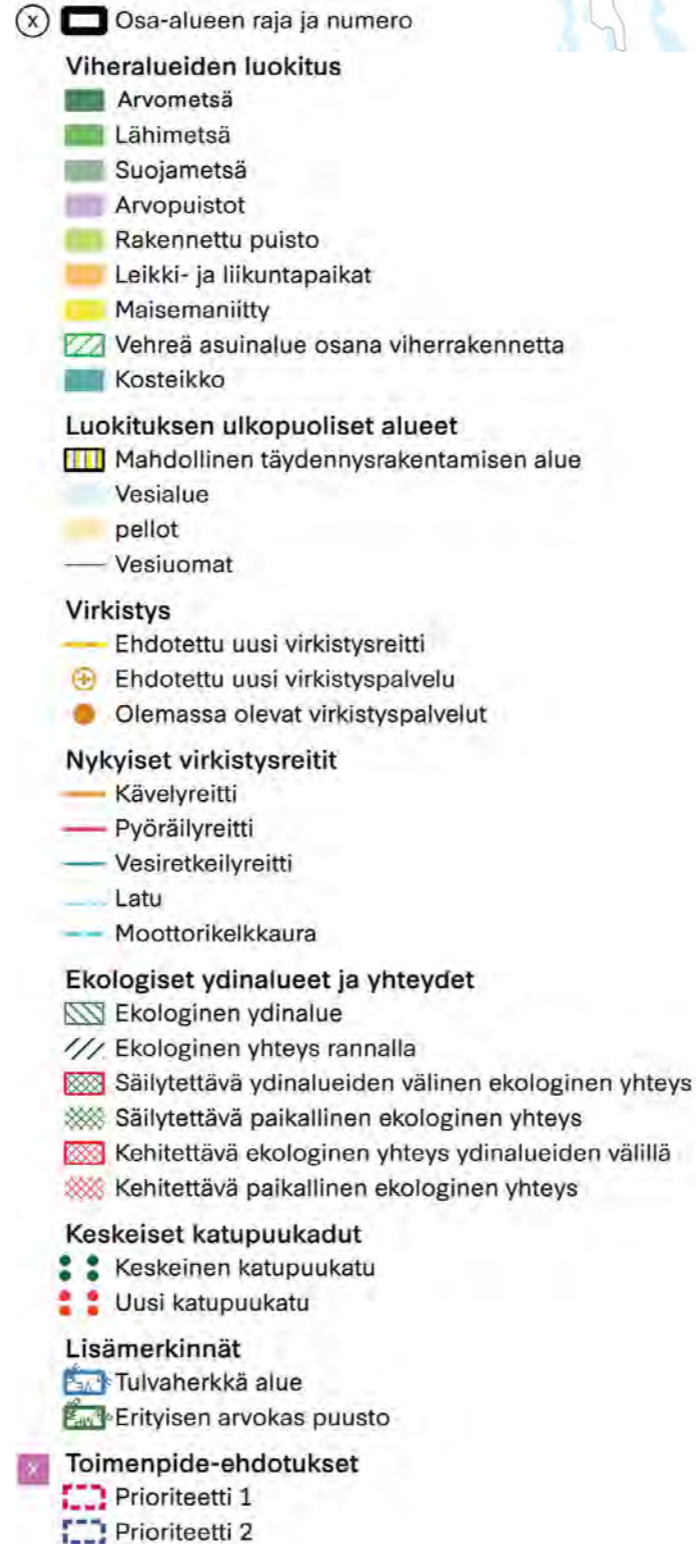 X Osa-alueen raja ja numero
Viheralueiden luokitus
Arvometsä
Lähimetsä
Suojametsä
Arvopuistot
Rakennettu puisto
Leikki- ja liikuntapaikat
Maisemaniitty
Vehreä asuinalue osana viherrakennetta
Kosteikko
Luokituksen ulkopuoliset alueet
Mahdollinen täydennysrakentamisen alue
Vesialue
pellot
Vesiuomat
Virkistys
Ehdotettu uusi virkistysreitti
Ehdotettu uusi virkistyspalvelu
Olemassa olevat virkistyspalvelut
Nykyiset virkistysreitit
Kävelyreitti
Pyöräilyreitti
Vesiretkeilyreitti
Latu
Moottorikelkkaura
Ekologiset ydinalueet ja yhteydet
Ekologinen ydinalue
Ekologinen yhteys rannalla
Säilytettävä ydinalueiden välinen ekologinen yhteys
Säilytettävä paikallinen ekologinen yhteys
Kehitettävä ekologinen yhteys ydinalueiden välillä
Kehitettävä paikallinen ekologinen yhteys
Keskeiset katupuukadut
Keskeinen katupuukatu
Uusi katupuukatu
Lisämerkinnät
Tulvaherkkä alue
Erityisen arvokas puusto
X Toimenpide-ehdotukset
Prioriteetti 1
Prioriteetti 2